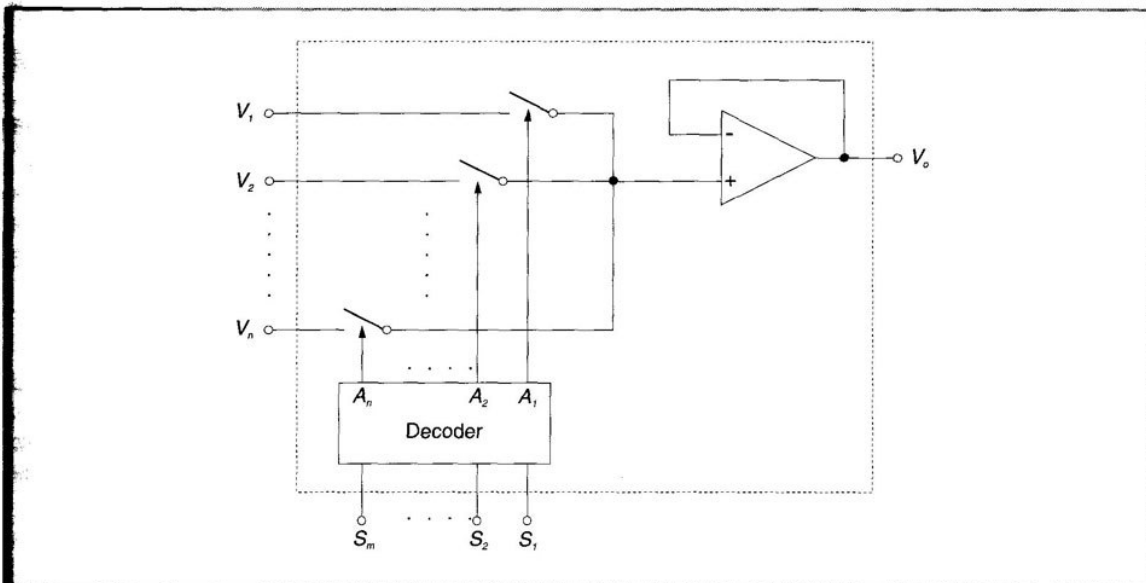 V₁
V₂
Vₙ
- 
+
Vₒ
Aₙ A₂ A₁
Decoder
Sₘ S₂ S₁